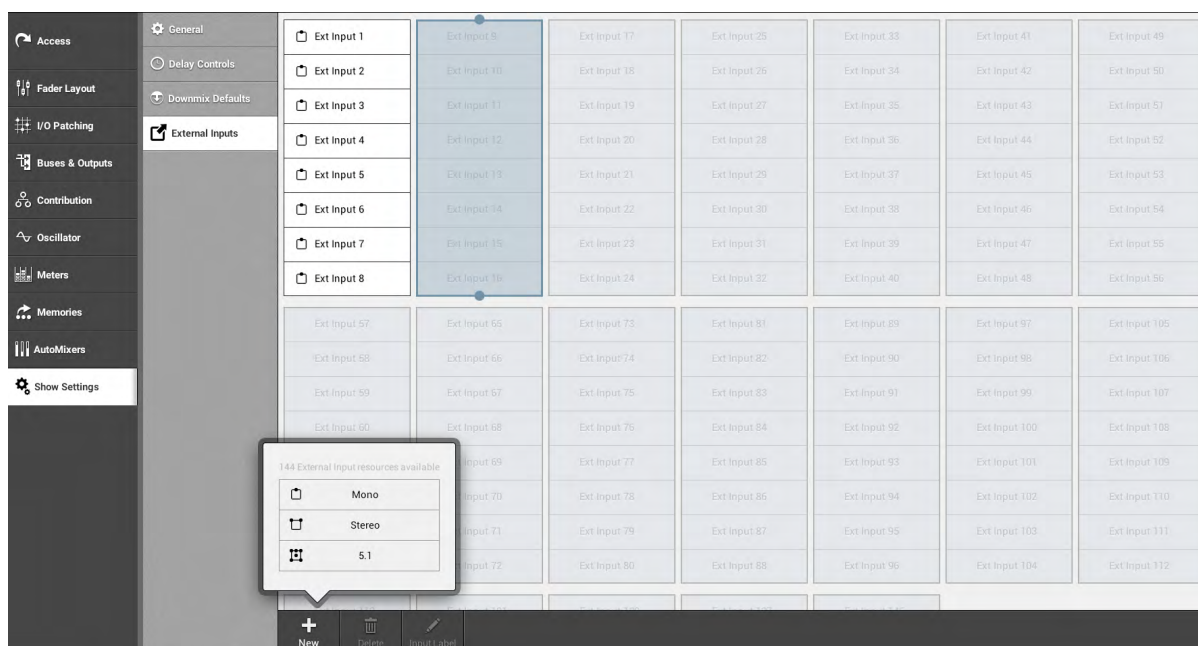 Access
Fader Layout
I/O Patching
Buses & Outputs
Contribution
Oscillator
Meters
Memories
AutoMixers
Show Settings
General
Delay Controls
Downmix Defaults
External Inputs
Ext Input 1
Ext Input 9
Ext Input 17
Ext Input 25
Ext Input 33
Ext Input 41
Ext Input 49
Ext Input 2
Ext Input 10
Ext Input 18
Ext Input 26
Ext Input 34
Ext Input 42
Ext Input 50
Ext Input 3
Ext Input 11
Ext Input 19
Ext Input 27
Ext Input 35
Ext Input 43
Ext Input 51
Ext Input 4
Ext Input 12
Ext Input 20
Ext Input 28
Ext Input 36
Ext Input 44
Ext Input 52
Ext Input 5
Ext Input 13
Ext Input 21
Ext Input 29
Ext Input 37
Ext Input 45
Ext Input 53
Ext Input 6
Ext Input 14
Ext Input 22
Ext Input 30
Ext Input 38
Ext Input 46
Ext Input 54
Ext Input 7
Ext Input 15
Ext Input 23
Ext Input 31
Ext Input 39
Ext Input 47
Ext Input 55
Ext Input 8
Ext Input 16
Ext Input 24
Ext Input 32
Ext Input 40
Ext Input 48
Ext Input 56
Ext Input 57
Ext Input 65
Ext Input 73
Ext Input 81
Ext Input 89
Ext Input 97
Ext Input 105
Ext Input 58
Ext Input 66
Ext Input 74
Ext Input 82
Ext Input 90
Ext Input 98
Ext Input 106
Ext Input 59
Ext Input 67
Ext Input 75
Ext Input 83
Ext Input 91
Ext Input 99
Ext Input 107
Ext Input 60
Ext Input 68
Ext Input 76
Ext Input 84
Ext Input 92
Ext Input 100
Ext Input 108
Input 69
Ext Input 77
Ext Input 85
Ext Input 93
Ext Input 101
Ext Input 109
Input 70
Ext Input 78
Ext Input 86
Ext Input 94
Ext Input 102
Ext Input 110
Input 71
Ext Input 79
Ext Input 87
Ext Input 95
Ext Input 103
Ext Input 111
Input 72
Ext Input 80
Ext Input 88
Ext Input 96
Ext Input 104
Ext Input 112
144 External Input resources available
Mono
Stereo
5.1
New
Delete
Input Label